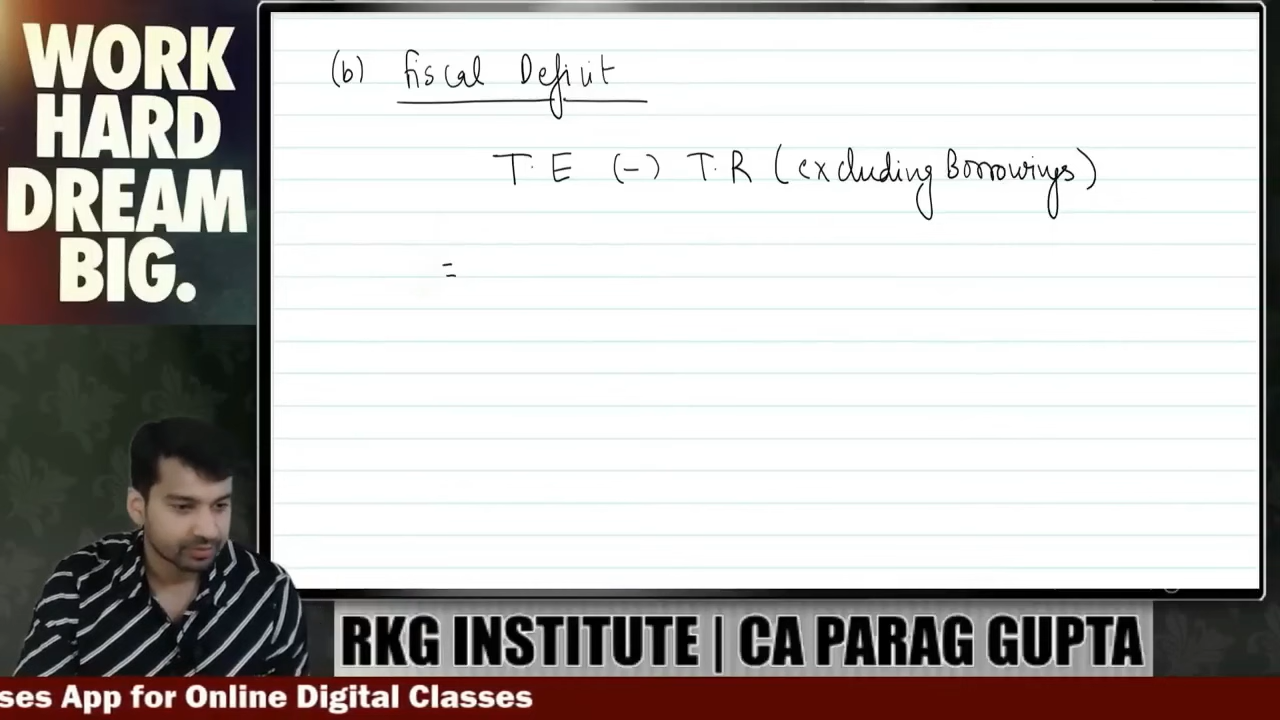 WORK
HARD
DREAM
BIG.
(b) Fiscal Deficit
T.E (-) T.R (excluding Borrowings)
=
RKG INSTITUTE | CA PARAG GUPTA
ses App for Online Digital Classes